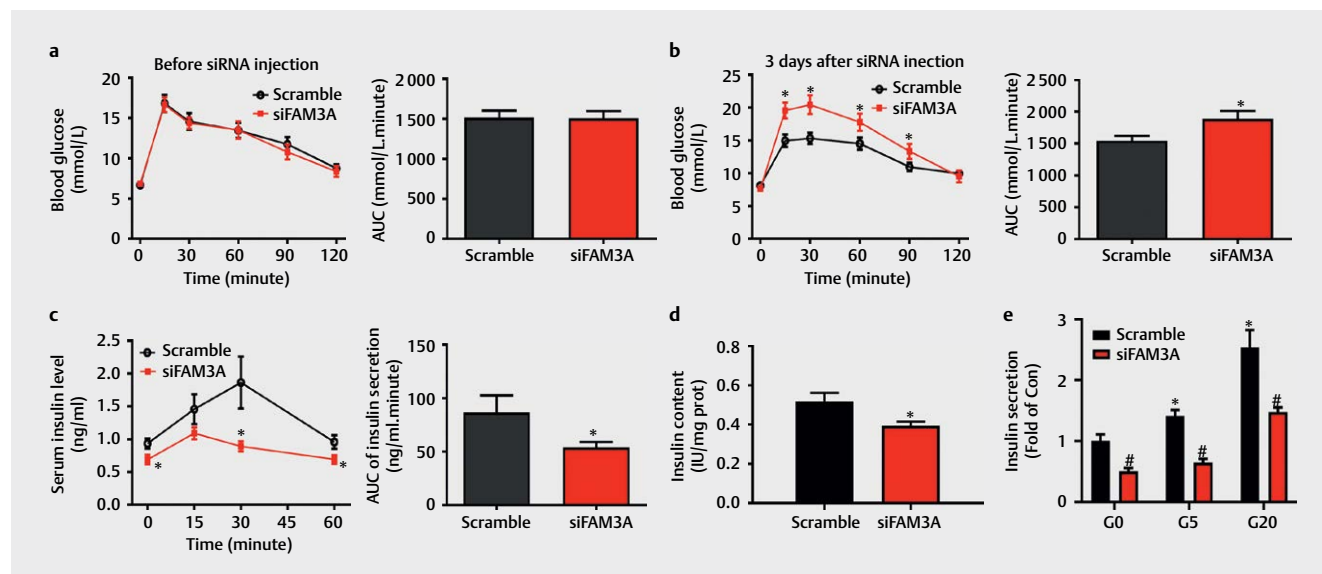 a
Before siRNA injection
Blood glucose
(mmol/L)
20
15
10
5
0
0 30 60 90 120
Time (minute)
Scramble
siFAM3A
AUC (mmol/L.minute)
2 000
1500
1 000
500
0
Scramble siFAM3A
b
3 days after siRNA inection
Blood glucose
(mmol/L)
25
20
15
10
5
0
* * * *
0 30 60 90 120
Time (minute)
Scramble
siFAM3A
AUC (mmol/L.minute)
2 500
2000
1 500
1000
500
0
*
Scramble siFAM3A
c
Serum insulin level
(ng/ml)
2.5
2.0
1.5
1.0
0.5
0.0
Scramble
siFAM3A
* * *
0 15 30 45 60
Time (minute)
AUC of insulin secretion
(ng/ml.minute)
150
100
50
0
*
Scramble siFAM3A
d
Insulin content
(IU/mg prot)
0.8
0.6
0.4
0.2
0.0
*
Scramble siFAM3A
e
Insulin secretion
(Fold of Con)
3
2
1
0
Scramble
siFAM3A
# * # * #
G0 G5 G20